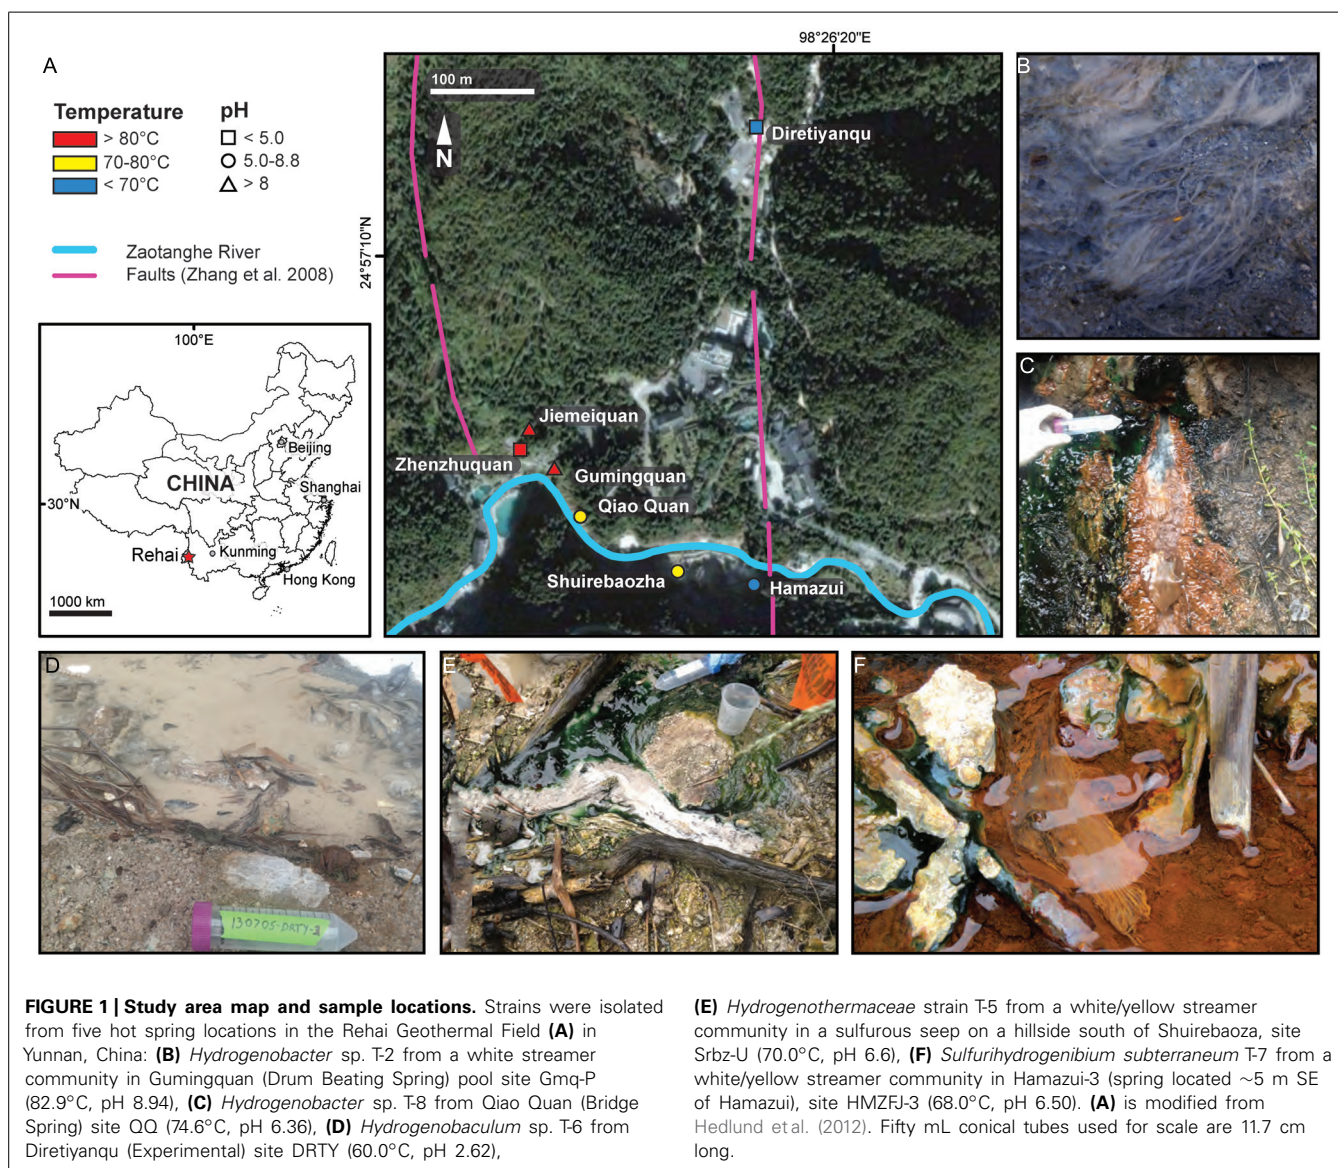 A
Temperature
> 80°C
70-80°C
< 70°C
pH
< 5.0
5.0-8.8
> 8
Zaotanghe River
Faults (Zhang et al. 2008)
100°E
30°N
CHINA
Beijing
Shanghai
Rehai
Kunming
Hong Kong
1000 km
98°26'20"E
24°57'10"N
100 m
N
Diretiyanqu
Jiemeiquan
Zhenzhuquan
Gumingquan
Qiao Quan
Shuirebaozha
Hamazui
B
C
D
130705-DRTY-3
E
F
FIGURE 1 | Study area map and sample locations. Strains were isolated
from five hot spring locations in the Rehai Geothermal Field (A) in
Yunnan, China: (B) Hydrogenobacter sp. T-2 from a white streamer
community in Gumingquan (Drum Beating Spring) pool site Gmq-P
(82.9°C, pH 8.94), (C) Hydrogenobacter sp. T-8 from Qiao Quan (Bridge
Spring) site QQ (74.6°C, pH 6.36), (D) Hydrogenobaculum sp. T-6 from
Diretiyanqu (Experimental) site DRTY (60.0°C, pH 2.62),
(E) Hydrogenothermaceae strain T-5 from a white/yellow streamer
community in a sulfurous seep on a hillside south of Shuirebaoza, site
Srbz-U (70.0°C, pH 6.6), (F) Sulfurihydrogenibium subterraneum T-7 from a
white/yellow streamer community in Hamazui-3 (spring located ~5 m SE
of Hamazui), site HMZFJ-3 (68.0°C, pH 6.50). (A) is modified from
Hedlund et al. (2012). Fifty mL conical tubes used for scale are 11.7 cm
long.